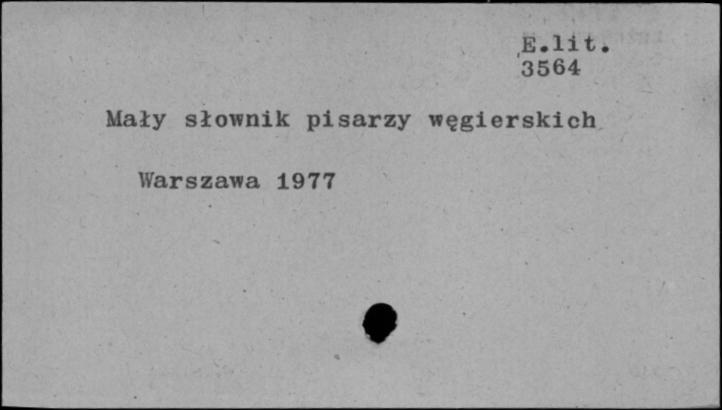 E.lit.
3564
Mały słownik pisarzy węgierskich
Warszawa 1977